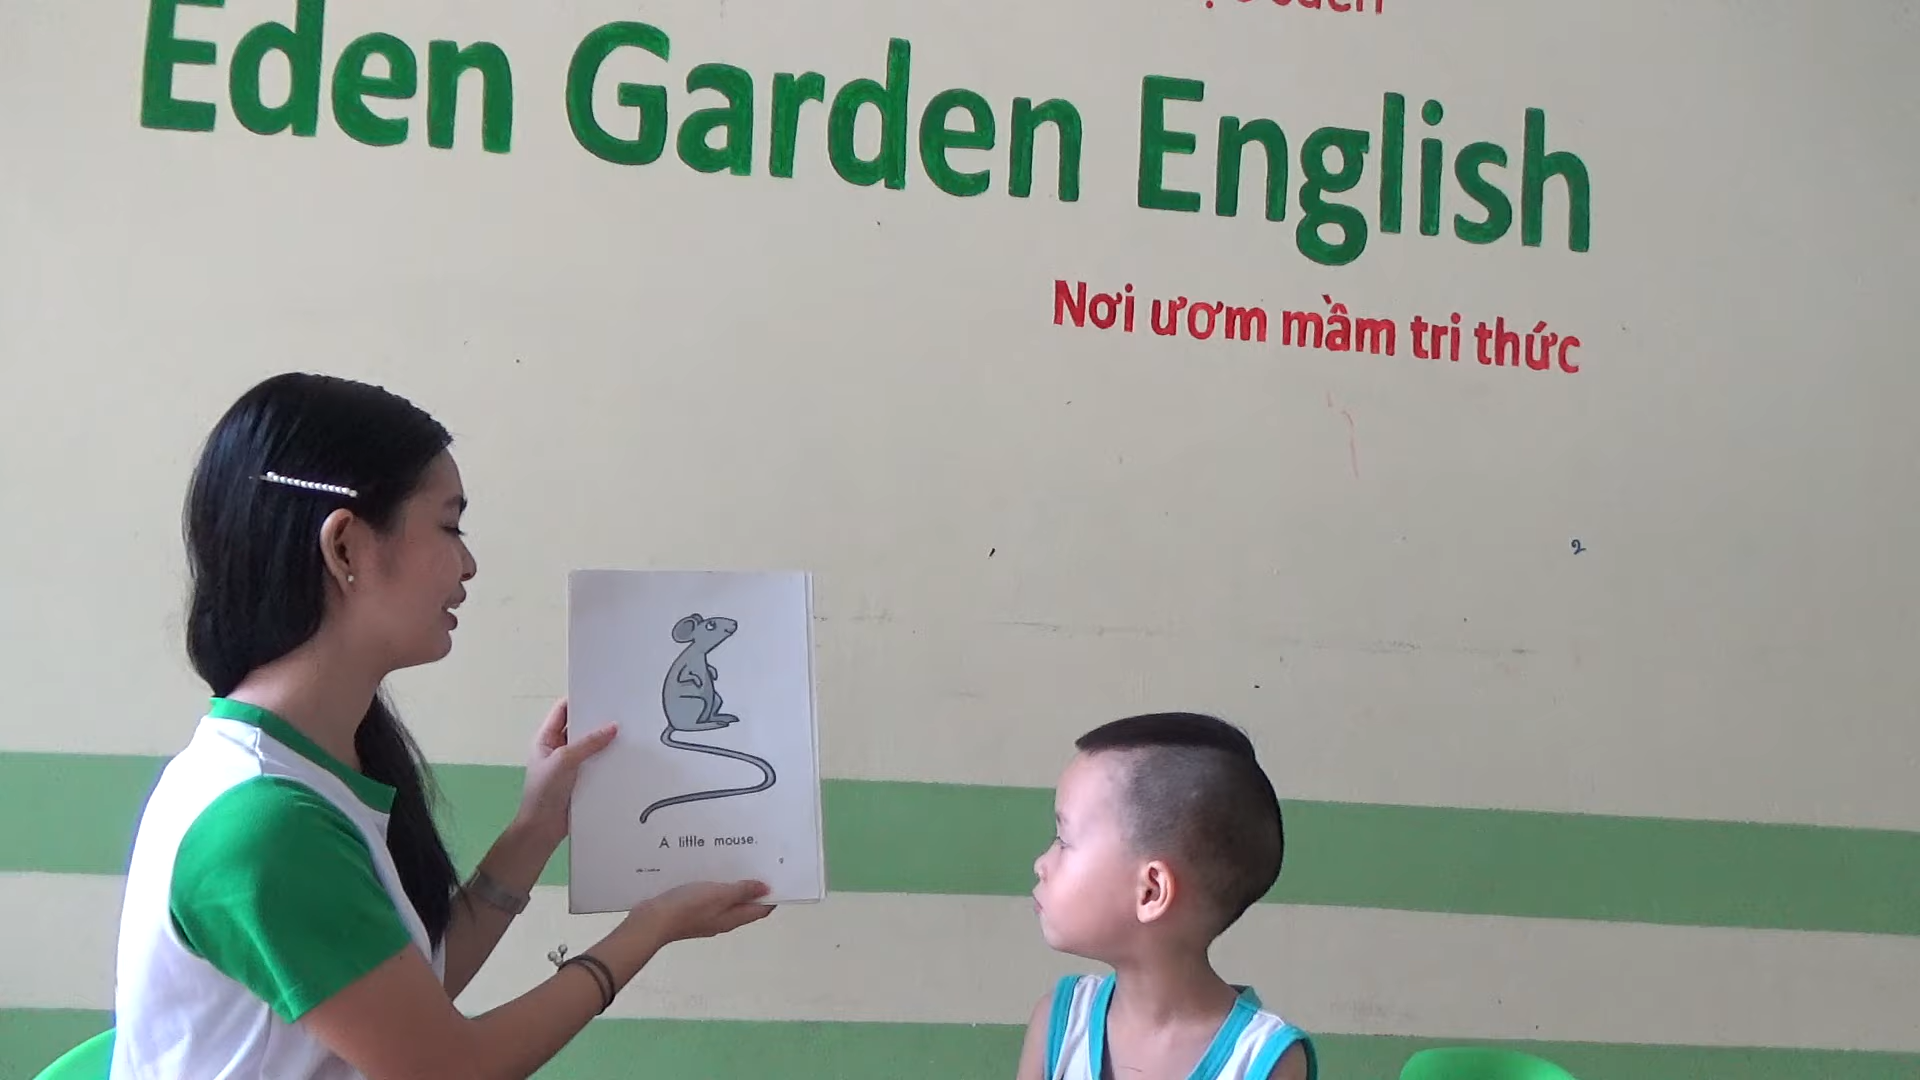 Eden Garden English
Nơi ươm mầm tri thức
A little mouse.